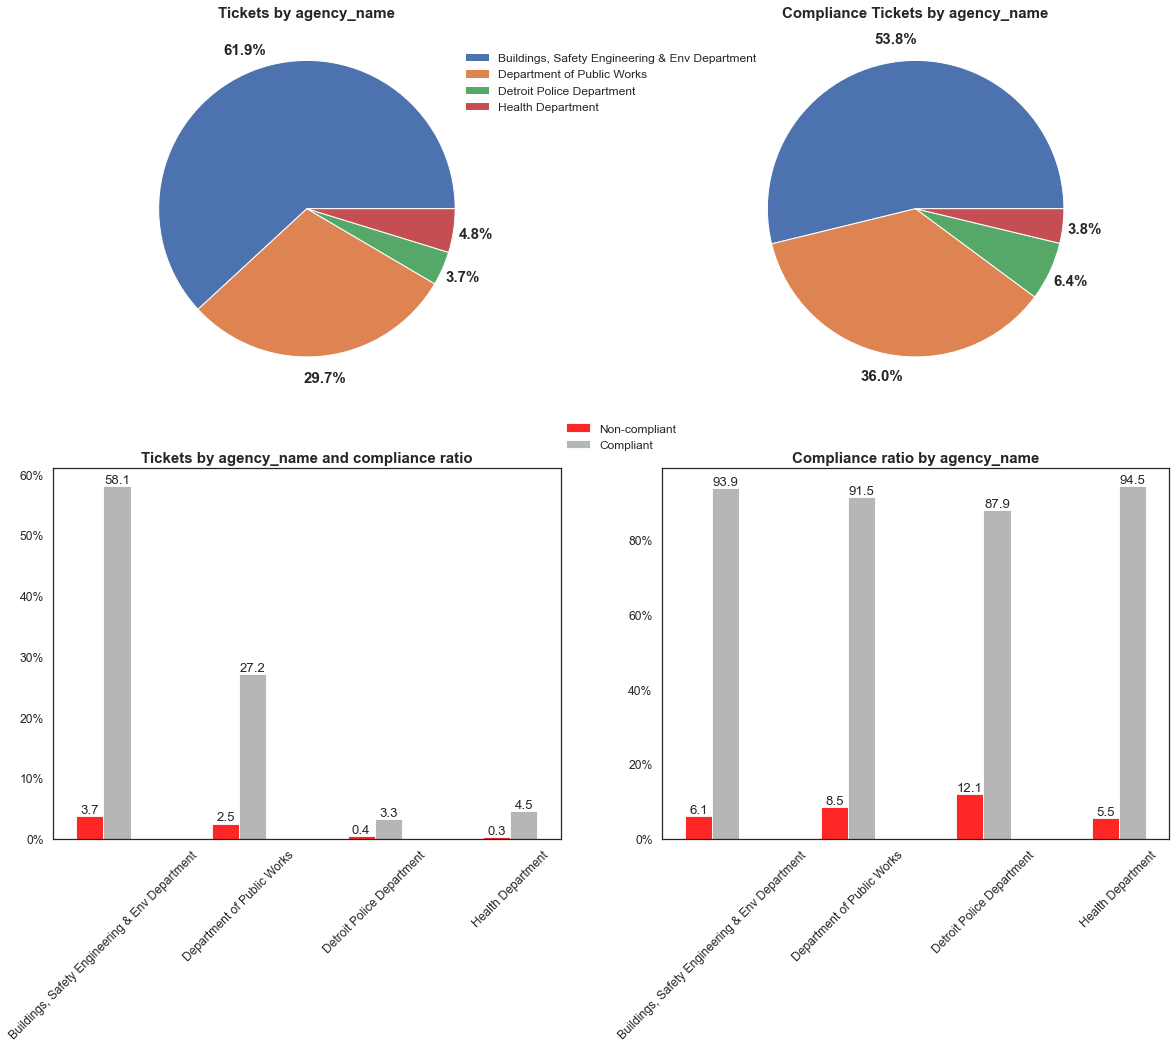 Tickets by agency_name
61.9%
29.7%
3.7%
4.8%
Buildings, Safety Engineering & Env Department
Department of Public Works
Detroit Police Department
Health Department
Compliance Tickets by agency_name
53.8%
36.0%
6.4%
3.8%
Non-compliant
Compliant
Tickets by agency_name and compliance ratio
60%
50%
40%
30%
20%
10%
0%
3.7
58.1
2.5
27.2
0.4
3.3
0.3
4.5
Buildings, Safety Engineering & Env Department
Department of Public Works
Detroit Police Department
Health Department
Compliance ratio by agency_name
80%
60%
40%
20%
0%
6.1
93.9
8.5
91.5
12.1
87.9
5.5
94.5
Buildings, Safety Engineering & Env Department
Department of Public Works
Detroit Police Department
Health Department